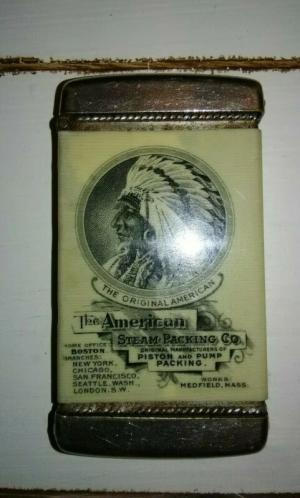 THE ORIGINAL AMERICAN
The American
STEAM PACKING CO.
ORIGINAL MANUFACTURERS OF
PISTON AND PUMP
PACKING.
HOME OFFICE:
BOSTON
BRANCHES:
NEW YORK,
CHICAGO,
SAN FRANCISCO,
SEATTLE, WASH.
LONDON. S.W.
WORKS:
MEDFIELD, MASS.